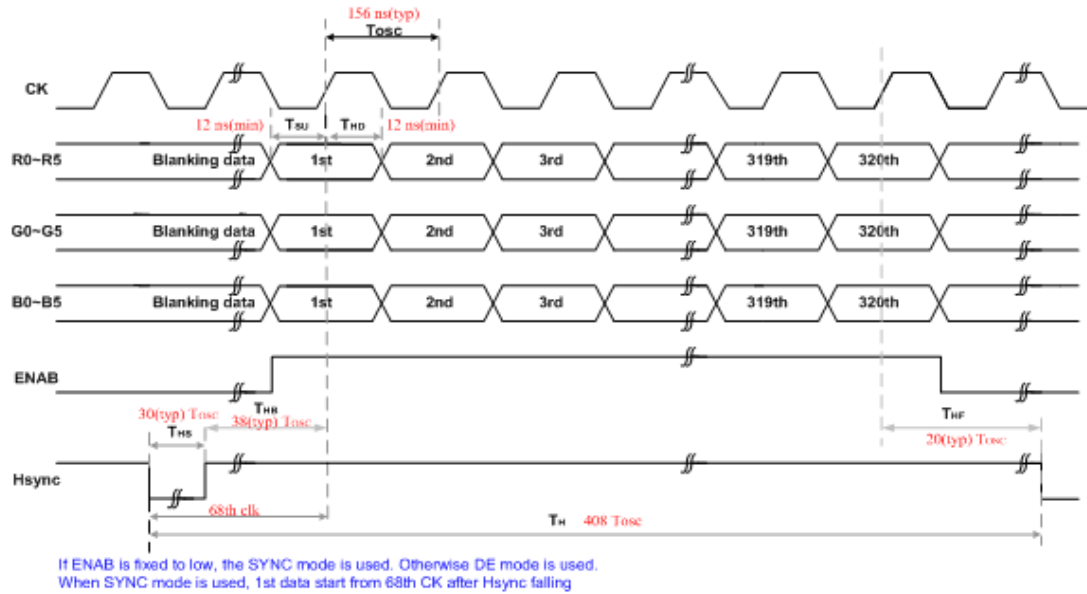 156 ns(typ)
Tosc
CK
12 ns(min) TSU THD 12 ns(min)
R0~R5 Blanking data 1st 2nd 3rd 319th 320th
G0~G5 Blanking data 1st 2nd 3rd 319th 320th
B0~B5 Blanking data 1st 2nd 3rd 319th 320th
ENAB
30(typ) Tosc THB THF
THS 38(typ) Tosc 20(typ) Tosc
Hsync
68th clk
TH 408 Tosc
If ENAB is fixed to low, the SYNC mode is used. Otherwise DE mode is used.
When SYNC mode is used, 1st data start from 68th CK after Hsync falling